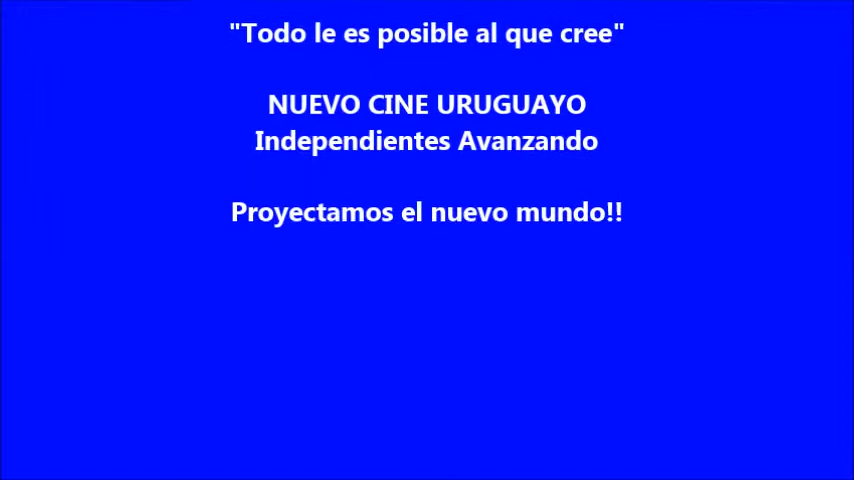 "Todo le es posible al que cree"
NUEVO CINE URUGUAYO
Independientes Avanzando
Proyectamos el nuevo mundo!!